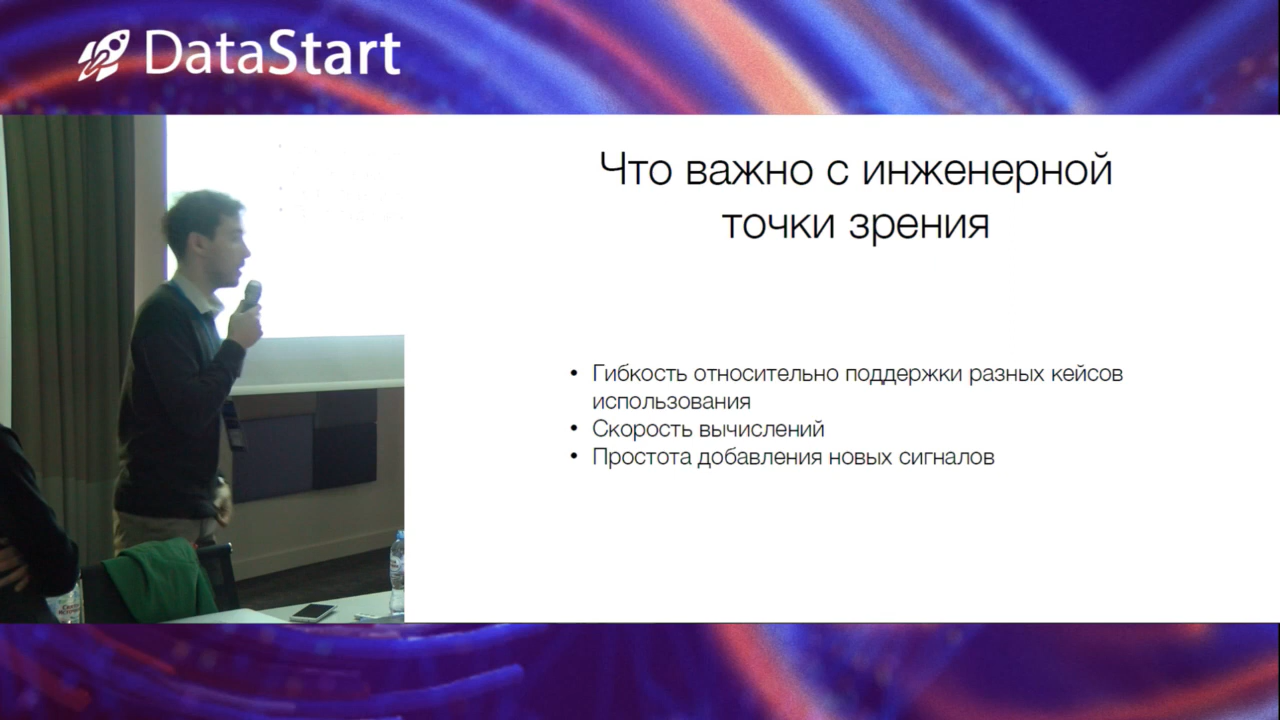 DataStart
Что важно с инженерной
точки зрения
• Гибкость относительно поддержки разных кейсов
использования
• Скорость вычислений
• Простота добавления новых сигналов